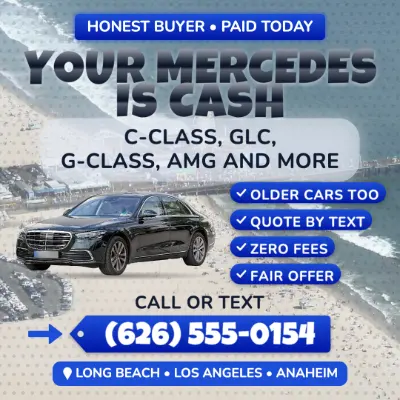 HONEST BUYER • PAID TODAY
YOUR MERCEDES
IS CASH
C-CLASS, GLC,
G-CLASS, AMG AND MORE
OLDER CARS TOO
QUOTE BY TEXT
ZERO FEES
FAIR OFFER
CALL OR TEXT
(626) 555-0154
LONG BEACH • LOS ANGELES • ANAHEIM